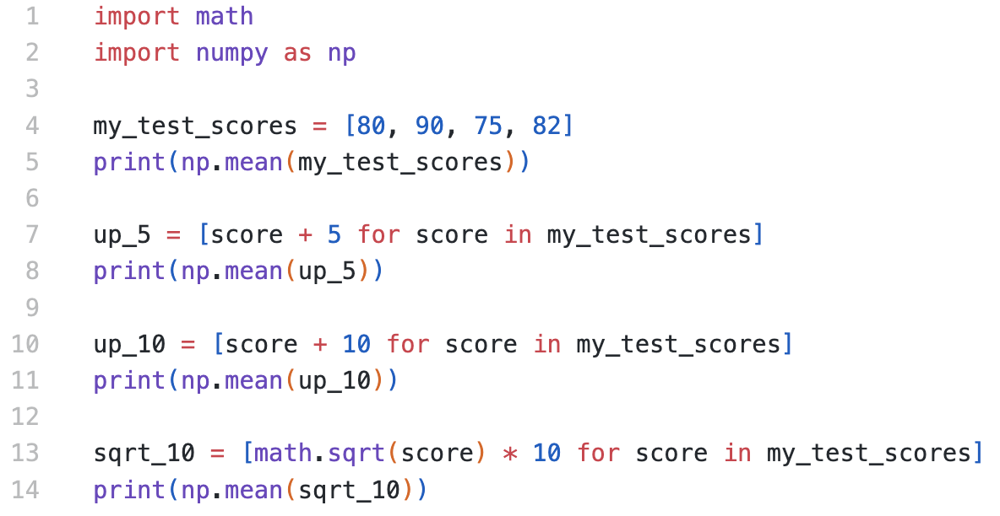 1 import math
2 import numpy as np
3
4 my_test_scores = [80, 90, 75, 82]
5 print(np.mean(my_test_scores))
6
7 up_5 = [score + 5 for score in my_test_scores]
8 print(np.mean(up_5))
9
10 up_10 = [score + 10 for score in my_test_scores]
11 print(np.mean(up_10))
12
13 sqrt_10 = [math.sqrt(score) * 10 for score in my_test_scores]
14 print(np.mean(sqrt_10))